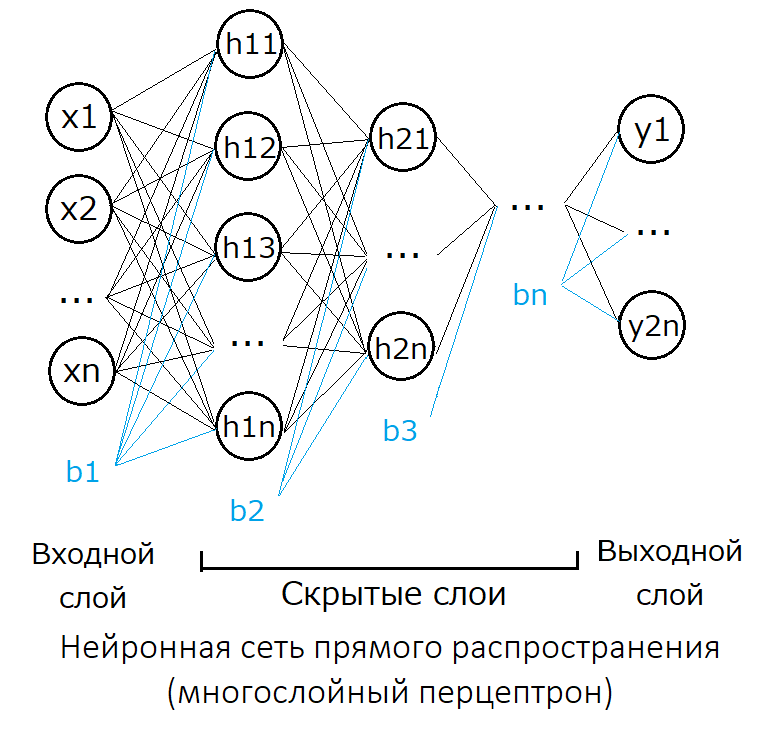 x1
x2
...
xn
b1
h11
h12
h13
...
h1n
b2
h21
...
h2n
b3
...
bn
y1
...
y2n
Входной
слой
Скрытые слои
Выходной
слой
Нейронная сеть прямого распространения
(многослойный перцептрон)